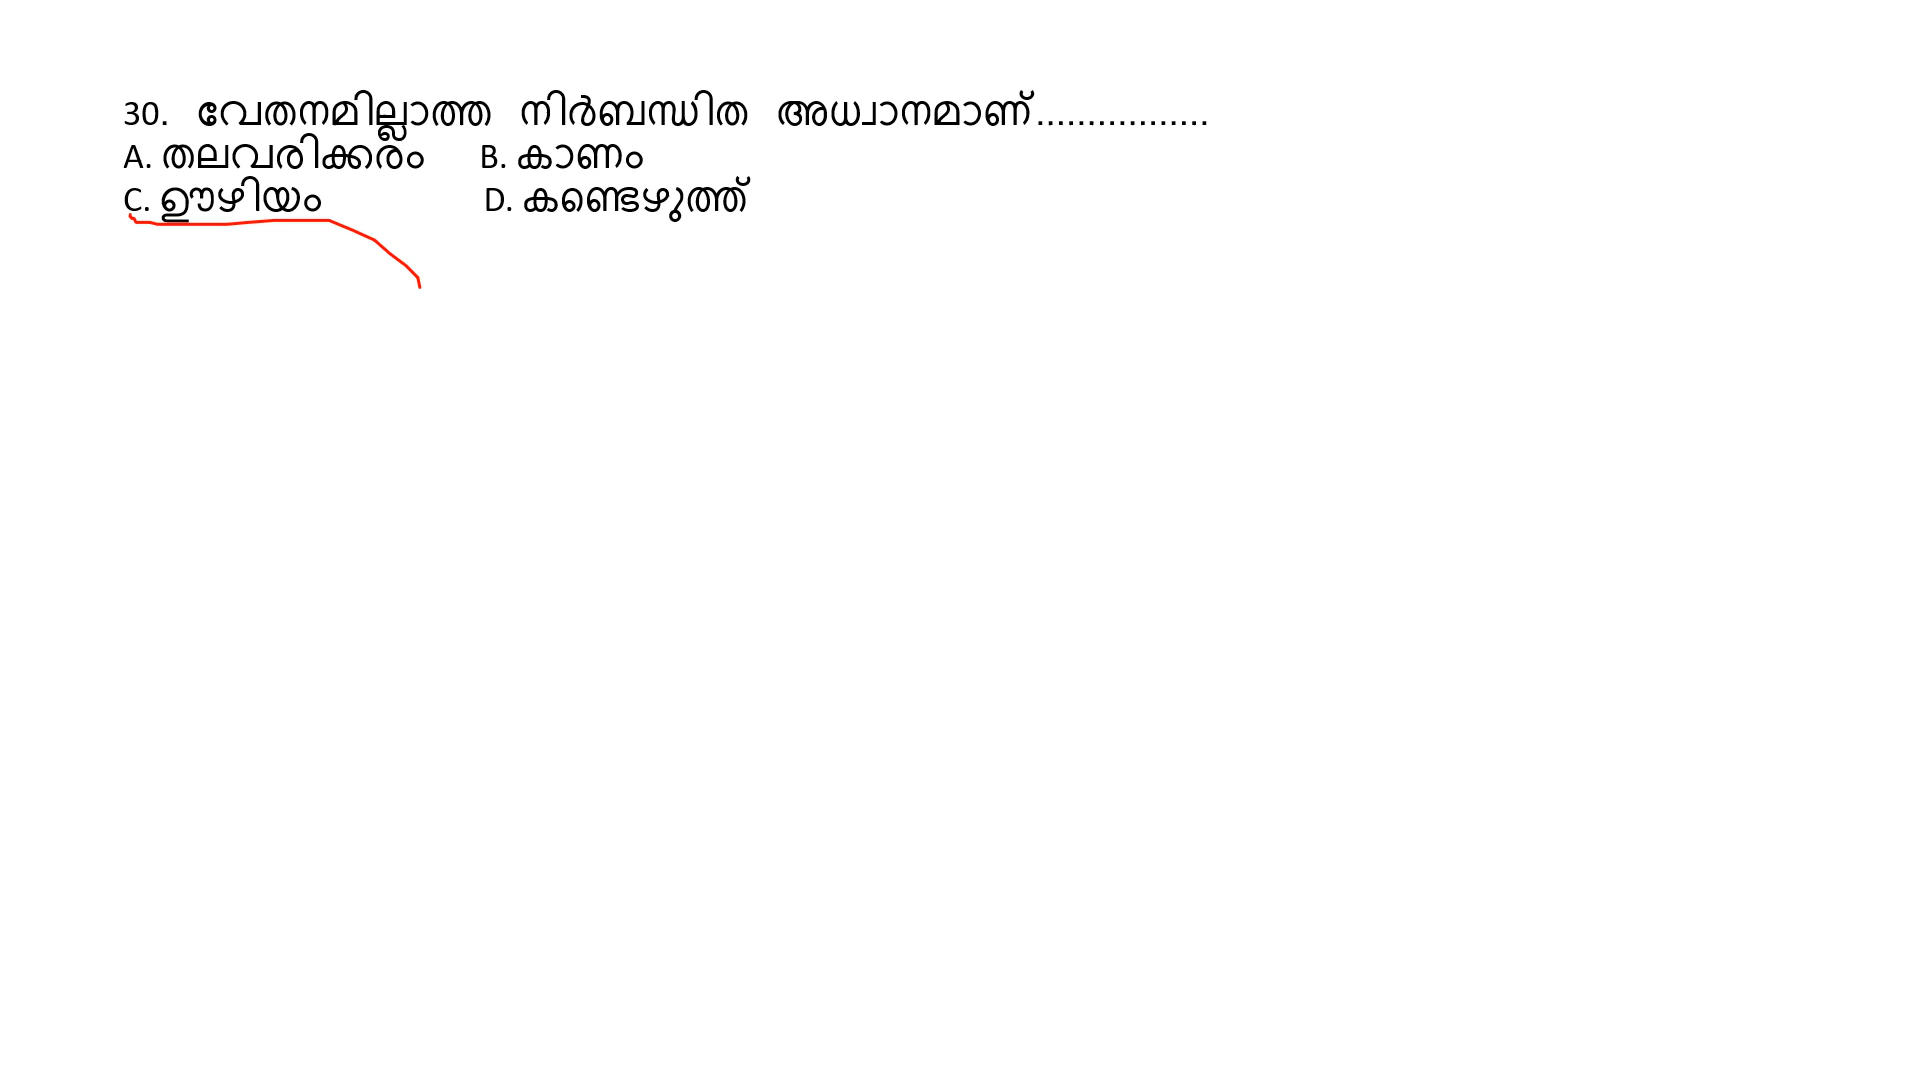 30. വേതനമില്ലാത്ത നിർബന്ധിത അധ്വാനമാണ്.................
A. തലവരിക്കരം B. കാണം
C. ഊഴിയം D. കണ്ടെഴുത്ത്